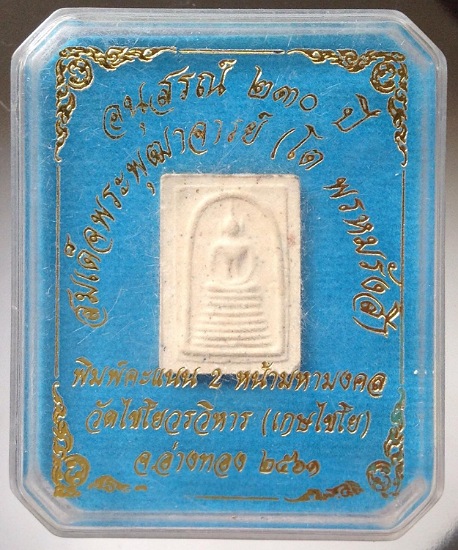 อนุสรณ์ ๒๓๐ ปี
สมเด็จพระพุฒาจารย์ (โต พรหมรังสี)
พิมพ์คะแนน 2 หน้ามหามงคล
วัดไชโยวรวิหาร (เกษไชโย)
จ.อ่างทอง ๒๕๖๑